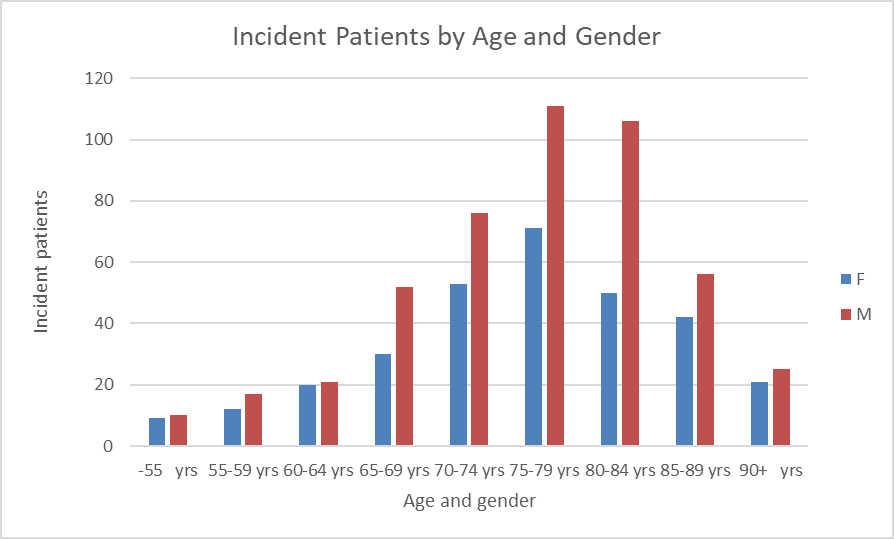 Incident Patients by Age and Gender
120
100
80
60
40
20
0
Incident patients
-55 yrs 55-59 yrs 60-64 yrs 65-69 yrs 70-74 yrs 75-79 yrs 80-84 yrs 85-89 yrs 90+ yrs
Age and gender
F
M